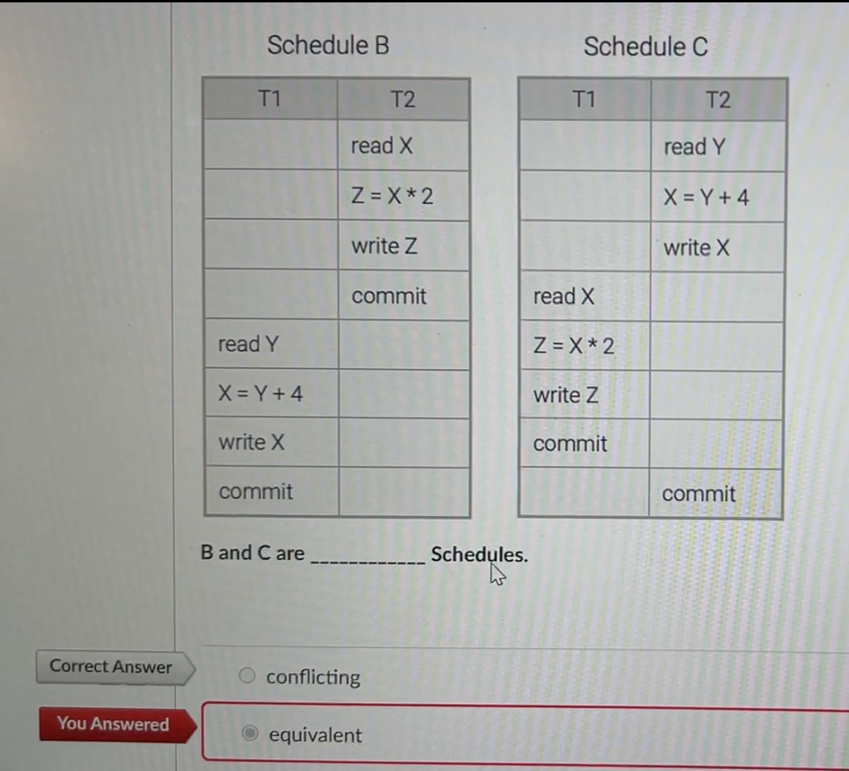 Schedule B Schedule C
T1 T2 T1 T2
read X read Y
Z = X * 2 X = Y + 4
write Z write X
commit read X
read Y Z = X * 2
X = Y + 4 write Z
write X commit
commit commit
B and C are ____________ Schedules.
Correct Answer conflicting
You Answered equivalent